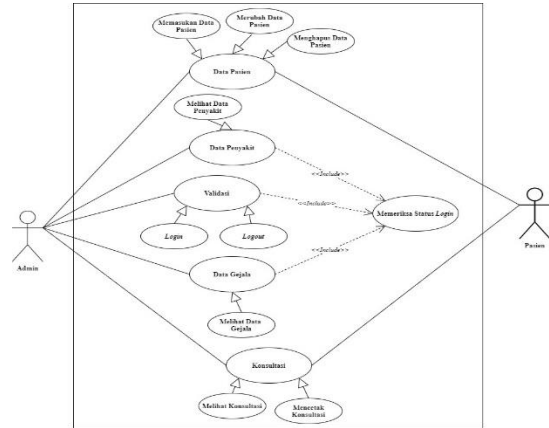 Memasukan Data
Pasien
Merubah Data
Pasien
Menghapus Data
Pasien
Data Pasien
Melihat Data
Penyakit
Data Penyakit
<<Include>>
Validasi
<<Include>>
Memeriksa Status Login
Login
Logout
<<Include>>
Admin
Pasien
Data Gejala
Melihat Data
Gejala
Konsultasi
Melihat Konsultasi
Mencetak
Konsultasi